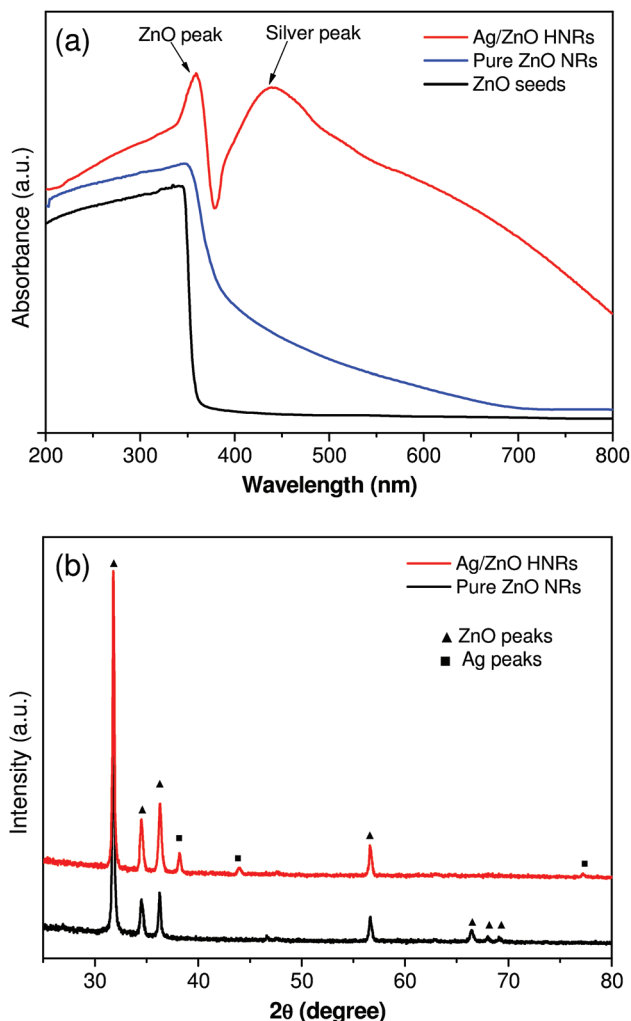 (a)
ZnO peak
Silver peak
Ag/ZnO HNRs
Pure ZnO NRs
ZnO seeds
Absorbance (a.u.)
200 300 400 500 600 700 800
Wavelength (nm)
(b)
Ag/ZnO HNRs
Pure ZnO NRs
▲ ZnO peaks
■ Ag peaks
Intensity (a.u.)
30 40 50 60 70 80
2θ (degree)